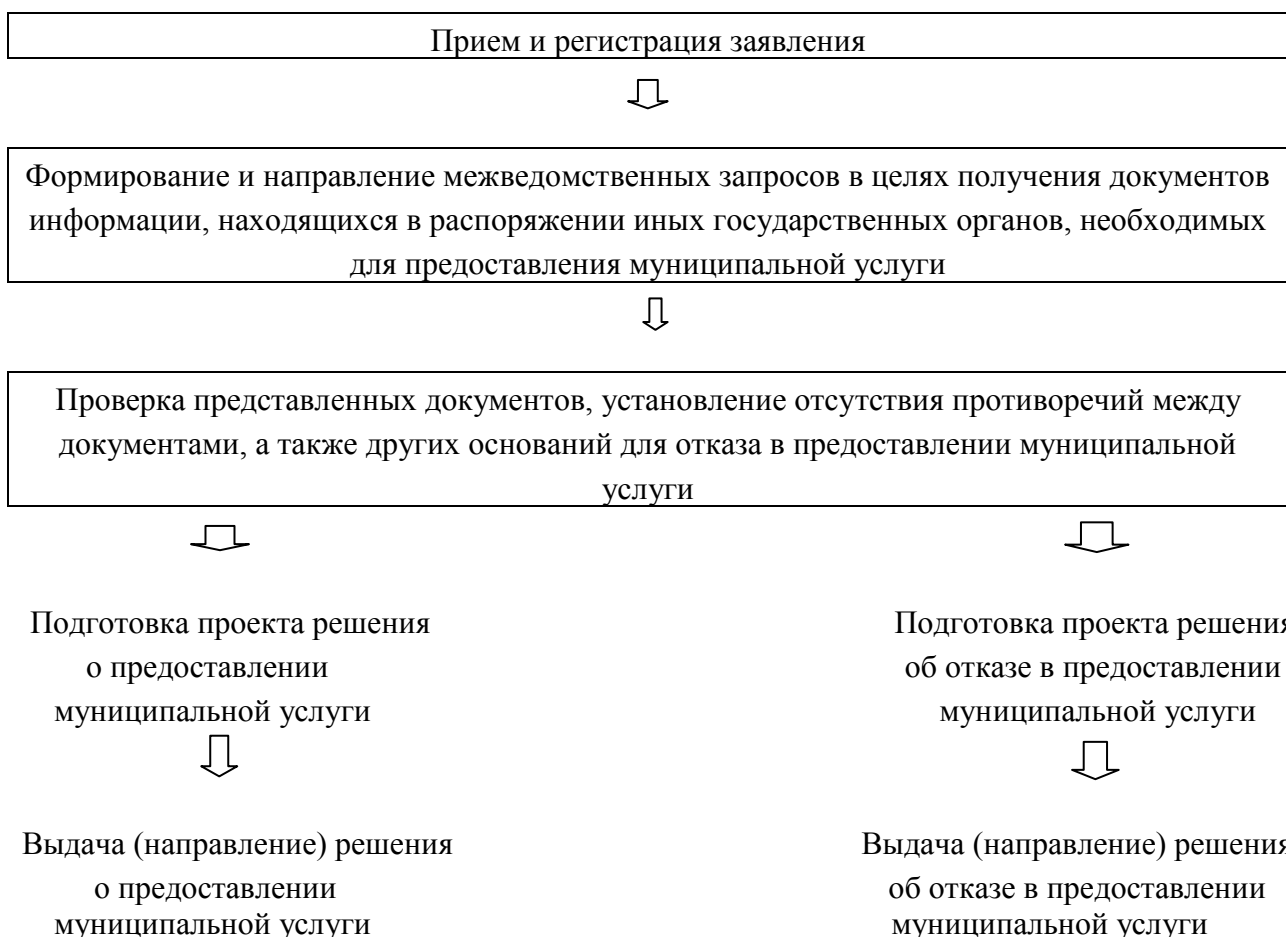 Прием и регистрация заявления
Формирование и направление межведомственных запросов в целях получения документов
информации, находящихся в распоряжении иных государственных органов, необходимых
для предоставления муниципальной услуги
Проверка представленных документов, установление отсутствия противоречий между
документами, а также других оснований для отказа в предоставлении муниципальной
услуги
Подготовка проекта решения
о предоставлении
муниципальной услуги
Подготовка проекта решения
об отказе в предоставлении
муниципальной услуги
Выдача (направление) решения
о предоставлении
муниципальной услуги
Выдача (направление) решения
об отказе в предоставлении
муниципальной услуги